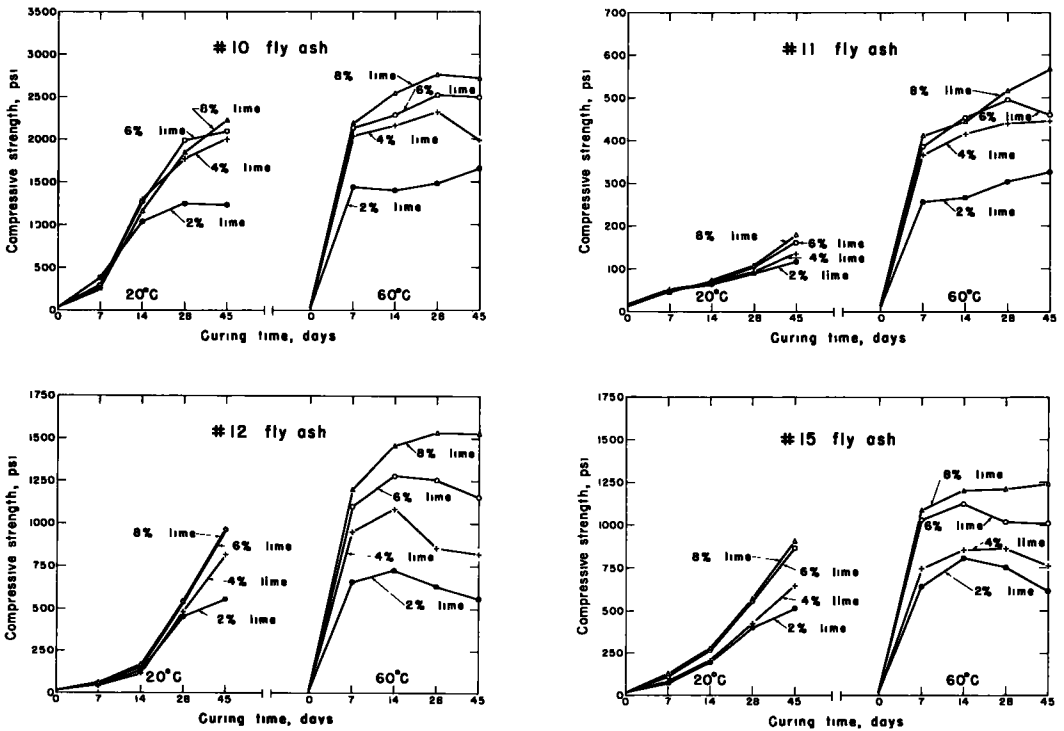 #10 fly ash
Compressive strength, psi
3500
3000
2500
2000
1500
1000
500
0
8% lime
6% lime
4% lime
2% lime
20°C
0 7 14 28 45
8% lime
6% lime
4% lime
2% lime
60°C
0 7 14 28 45
Curing time, days
#11 fly ash
Compressive strength, psi
700
600
500
400
300
200
100
0
8% lime
6% lime
4% lime
2% lime
20°C
0 7 14 28 45
8% lime
6% lime
4% lime
2% lime
60°C
0 7 14 28 45
Curing time, days
#12 fly ash
Compressive strength, psi
1750
1500
1250
1000
750
500
250
0
8% lime
6% lime
4% lime
2% lime
20°C
0 7 14 28 45
8% lime
6% lime
4% lime
2% lime
60°C
0 7 14 28 45
Curing time, days
#15 fly ash
Compressive strength, psi
1750
1500
1250
1000
750
500
250
0
8% lime
6% lime
4% lime
2% lime
20°C
0 7 14 28 45
8% lime
6% lime
4% lime
2% lime
60°C
0 7 14 28 45
Curing time, days